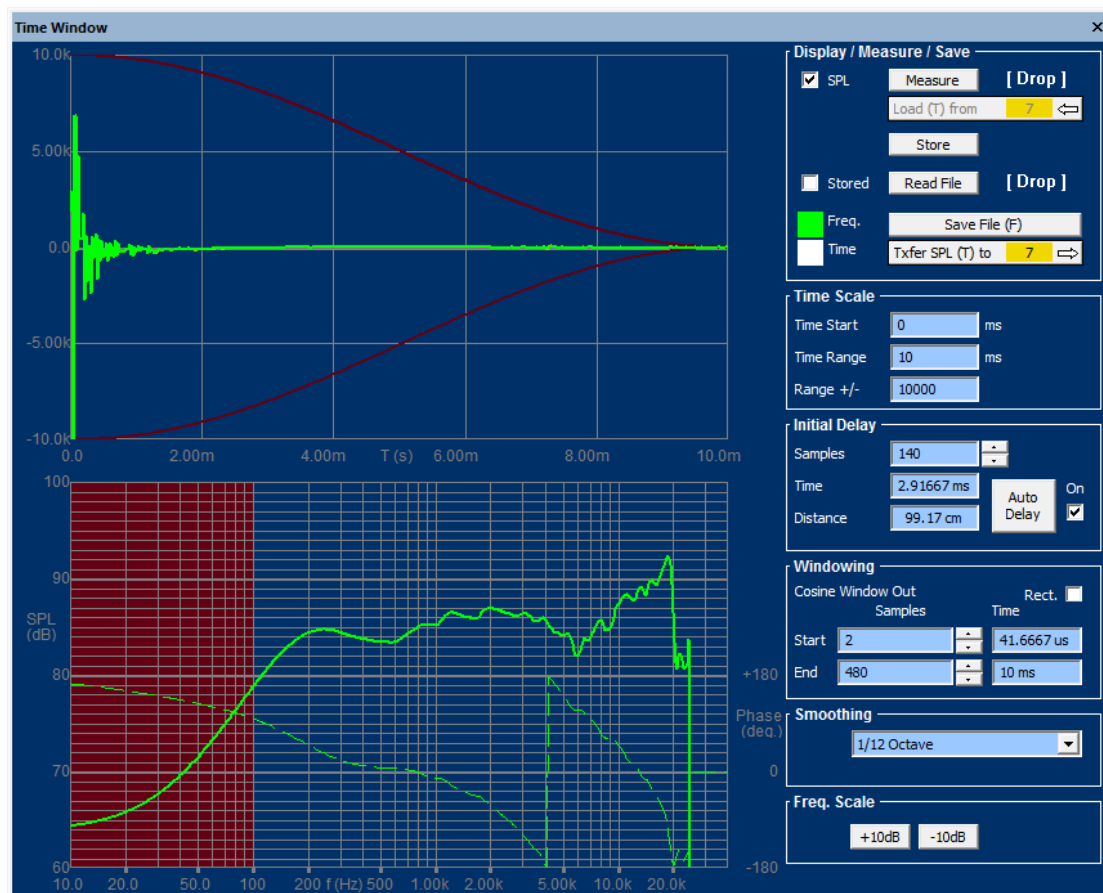 Time Window
10.0k
5.00k
0.0
-5.00k
-10.0k
0.0 2.00m 4.00m T (s) 6.00m 8.00m 10.0m
100
90
SPL
(dB)
80
70
60
+180
Phase
(deg.)
0
-180
10.0 20.0 50.0 100 200 f (Hz) 500 1.00k 2.00k 5.00k 10.0k 20.0k
Display / Measure / Save
SPL Measure [ Drop ]
Load (T) from 7
Store
Stored Read File [ Drop ]
Freq. Save File (F)
Time Txfer SPL (T) to 7
Time Scale
Time Start 0 ms
Time Range 10 ms
Range +/- 10000
Initial Delay
Samples 140
Time 2.91667 ms
Distance 99.17 cm
Auto
Delay
On
Windowing
Cosine Window Out Rect.
Samples Time
Start 2 41.6667 us
End 480 10 ms
Smoothing
1/12 Octave
Freq. Scale
+10dB -10dB